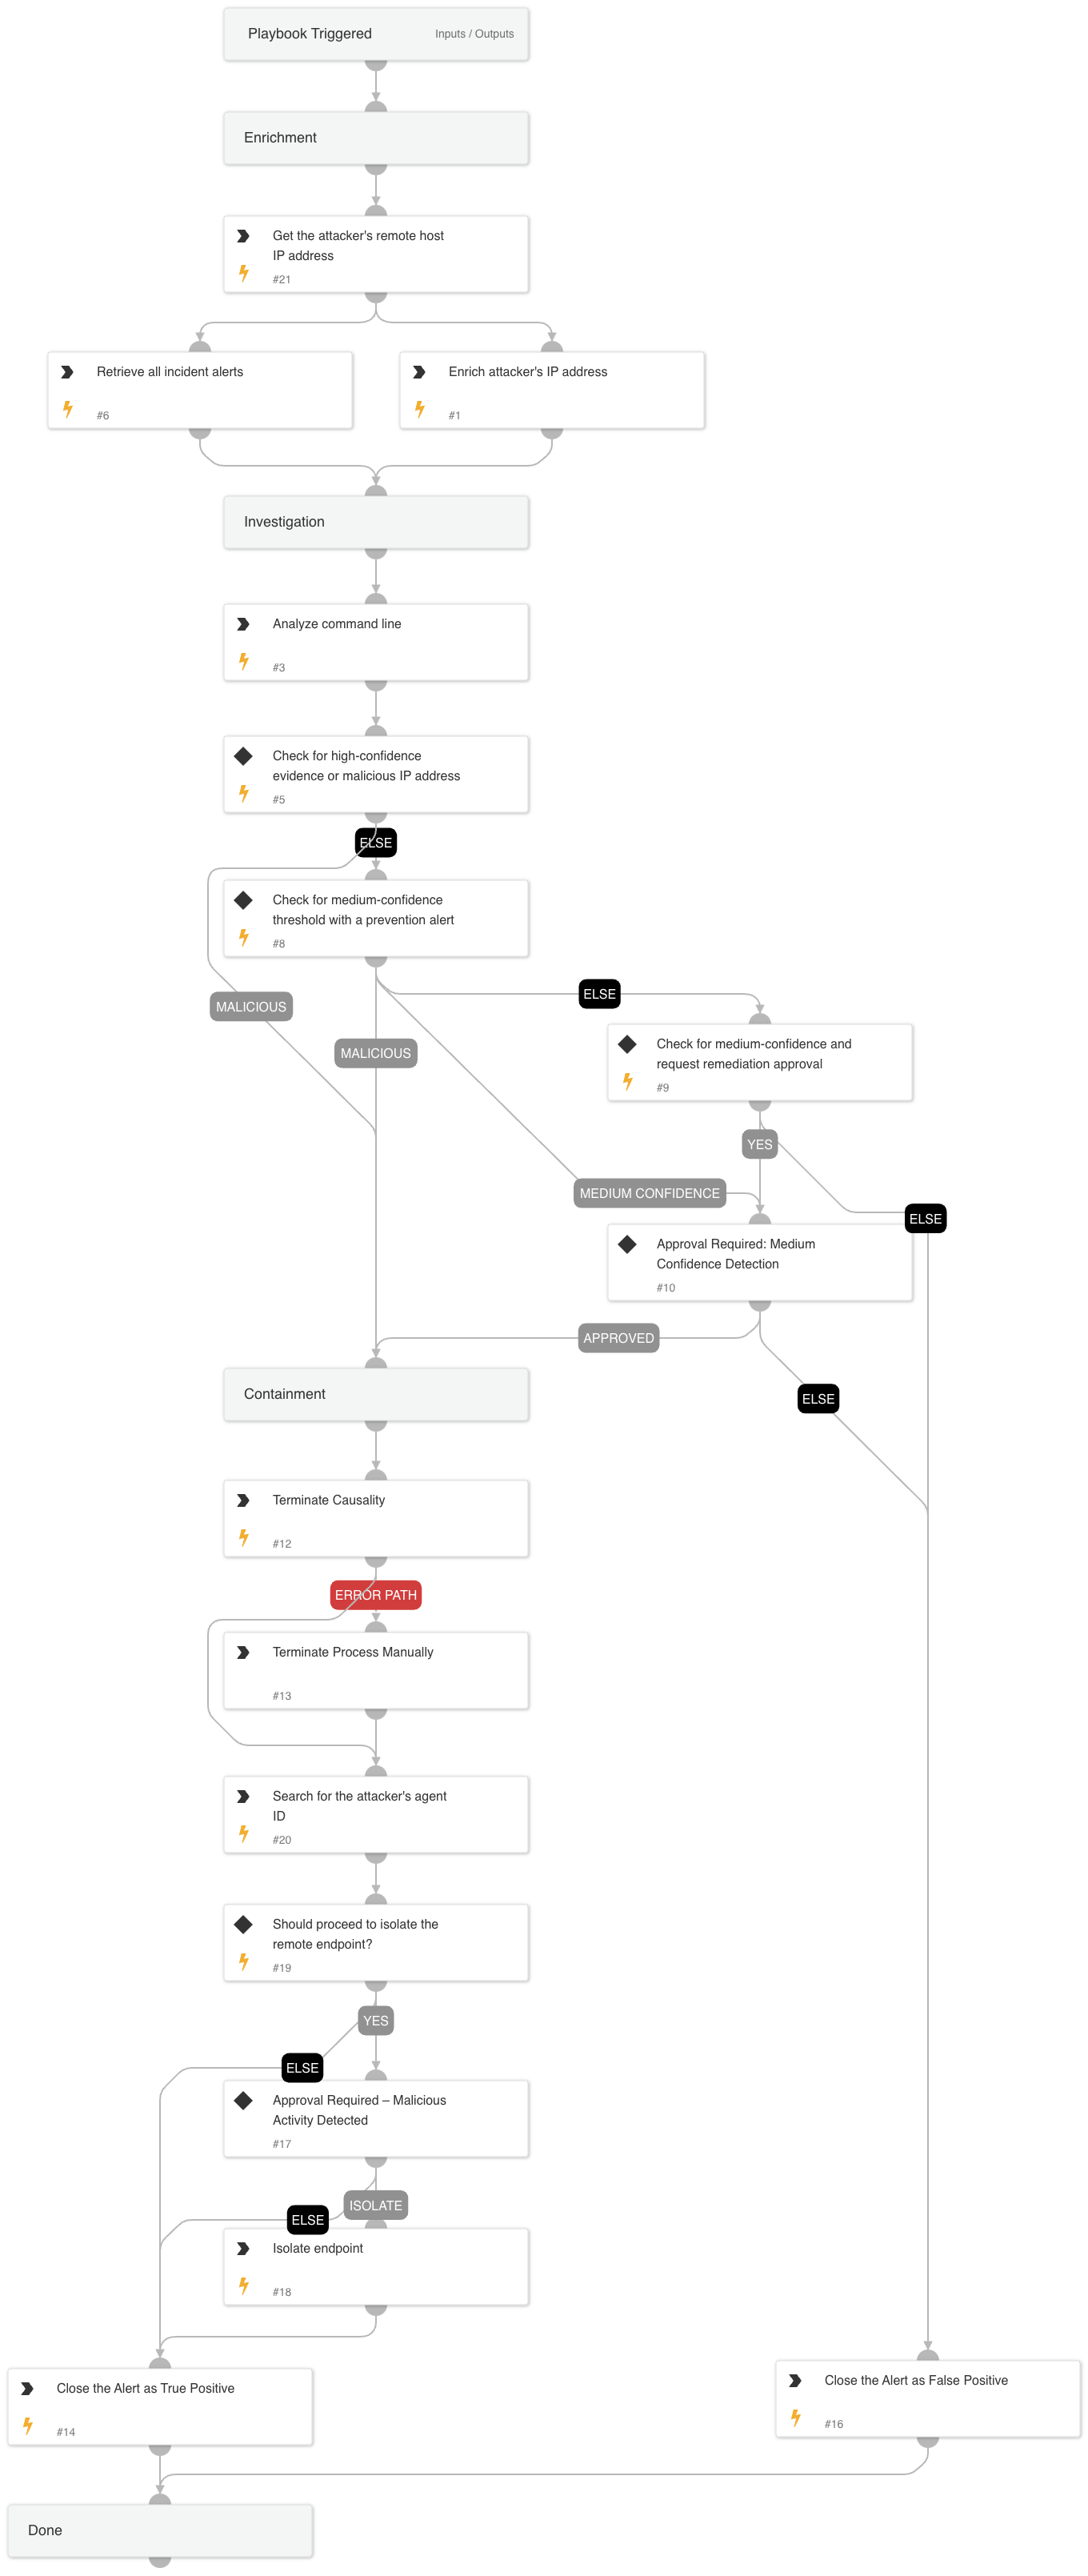 Playbook Triggered
Inputs / Outputs
Enrichment
Get the attacker's remote host
IP address
#21
Retrieve all incident alerts
#6
Enrich attacker's IP address
#1
Investigation
Analyze command line
#3
Check for high-confidence
evidence or malicious IP address
#5
ELSE
Check for medium-confidence
threshold with a prevention alert
#8
ELSE
MALICIOUS
MALICIOUS
Check for medium-confidence and
request remediation approval
#9
YES
MEDIUM CONFIDENCE
ELSE
Approval Required: Medium
Confidence Detection
#10
APPROVED
ELSE
Containment
Terminate Causality
#12
ERROR PATH
Terminate Process Manually
#13
Search for the attacker's agent
ID
#20
Should proceed to isolate the
remote endpoint?
#19
YES
ELSE
Approval Required – Malicious
Activity Detected
#17
ISOLATE
ELSE
Isolate endpoint
#18
Close the Alert as True Positive
#14
Close the Alert as False Positive
#16
Done